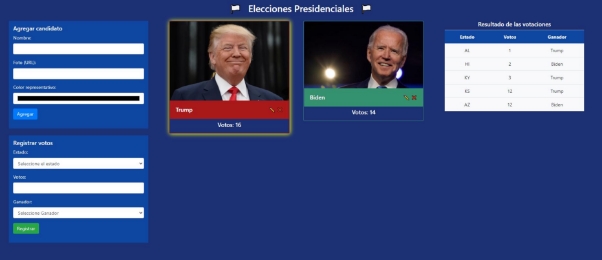 Elecciones Presidenciales
Agregar candidato
Nombre:
Foto (URL):
Color representativo:
Agregar
Registrar votos
Estado:
Seleccione el estado
Votos:
Ganador:
Seleccione Ganador
Registrar
Trump
Votos: 16
Biden
Votos: 14
Resultado de las votaciones
Estado Votos Ganador
AL 1 Trump
HI 2 Biden
KY 3 Trump
KS 12 Trump
AZ 12 Biden